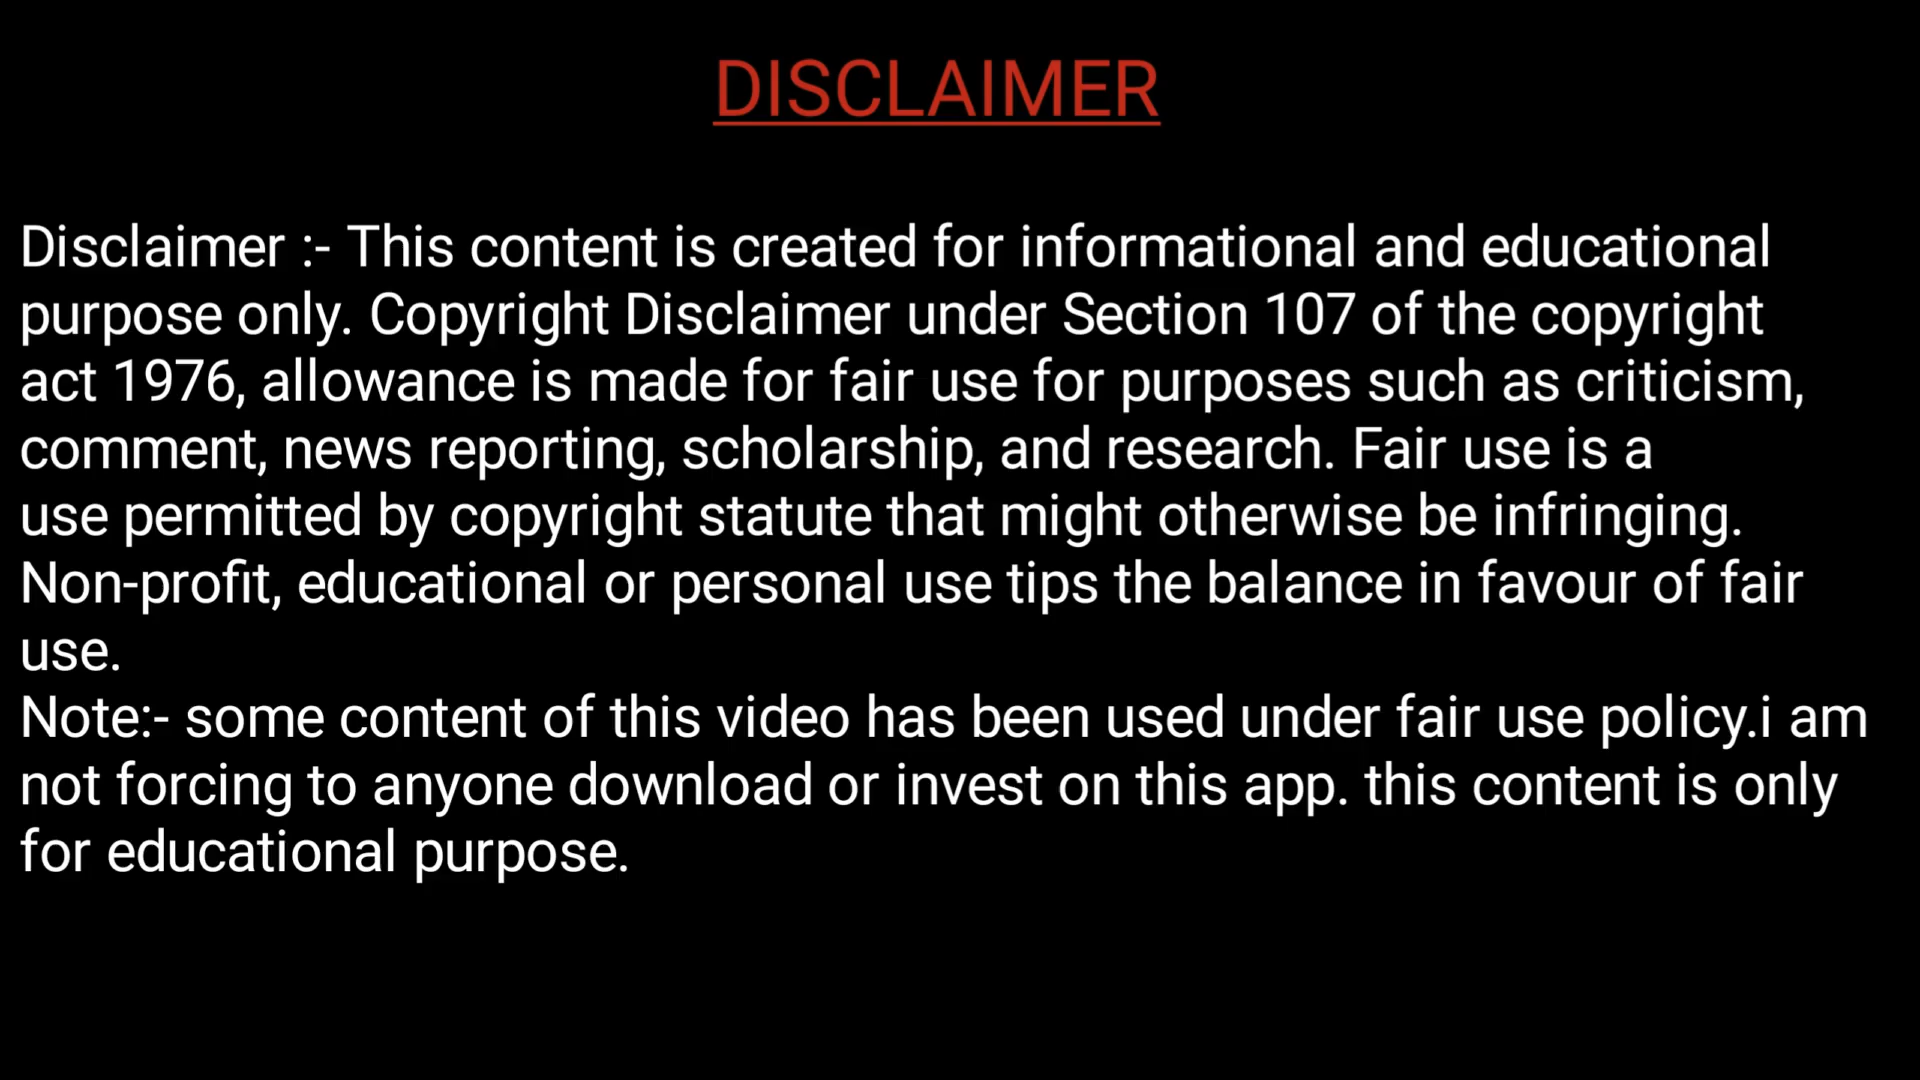 DISCLAIMER
Disclaimer :- This content is created for informational and educational
purpose only. Copyright Disclaimer under Section 107 of the copyright
act 1976, allowance is made for fair use for purposes such as criticism,
comment, news reporting, scholarship, and research. Fair use is a
use permitted by copyright statute that might otherwise be infringing.
Non-profit, educational or personal use tips the balance in favour of fair
use.
Note:- some content of this video has been used under fair use policy.i am
not forcing to anyone download or invest on this app. this content is only
for educational purpose.